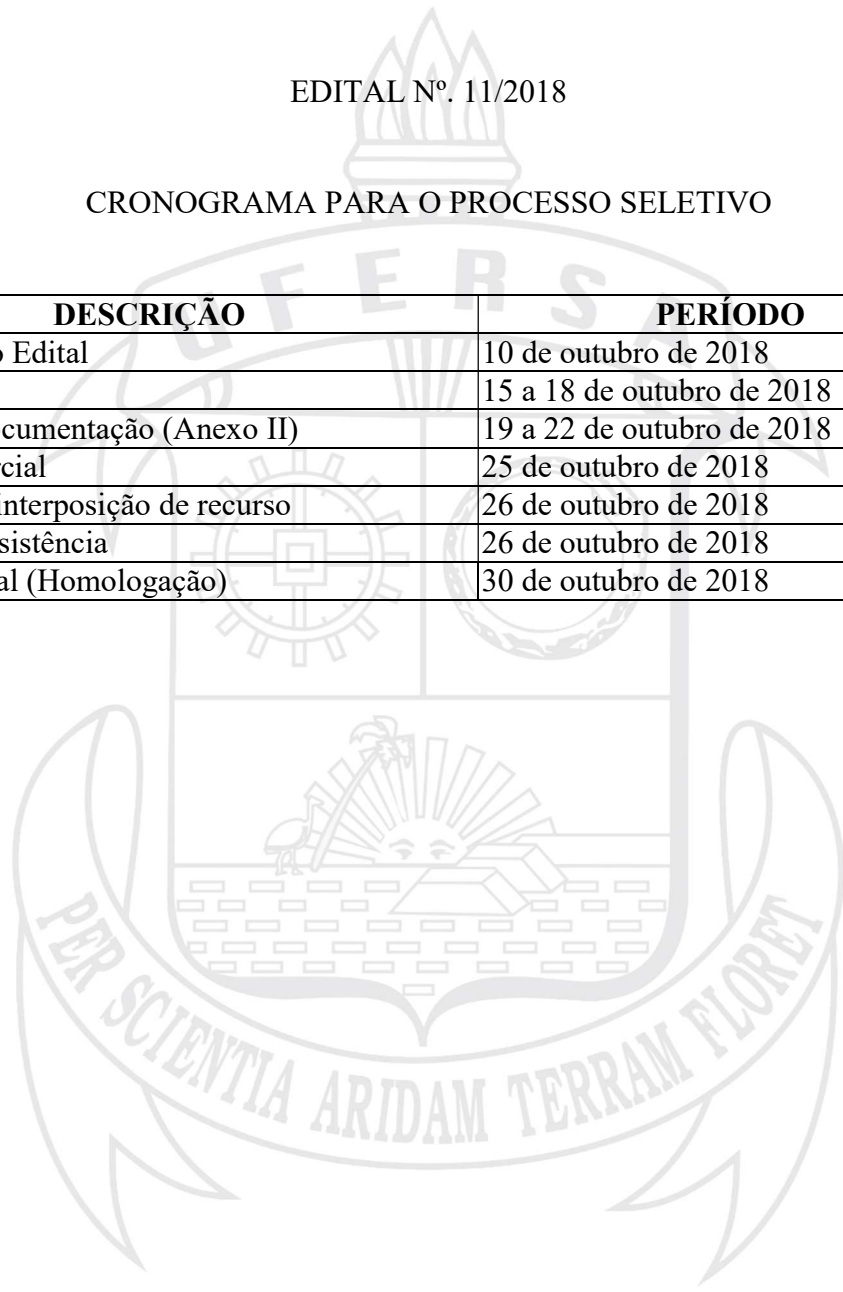 EDITAL Nº. 11/2018
CRONOGRAMA PARA O PROCESSO SELETIVO
UFERSA
DESCRIÇÃO PERÍODO
o Edital 10 de outubro de 2018
15 a 18 de outubro de 2018
ocumentação (Anexo II) 19 a 22 de outubro de 2018
rcial 25 de outubro de 2018
interposição de recurso 26 de outubro de 2018
sistência 26 de outubro de 2018
al (Homologação) 30 de outubro de 2018
PER SCIENTIA ARIDAM TERRAM FLORET